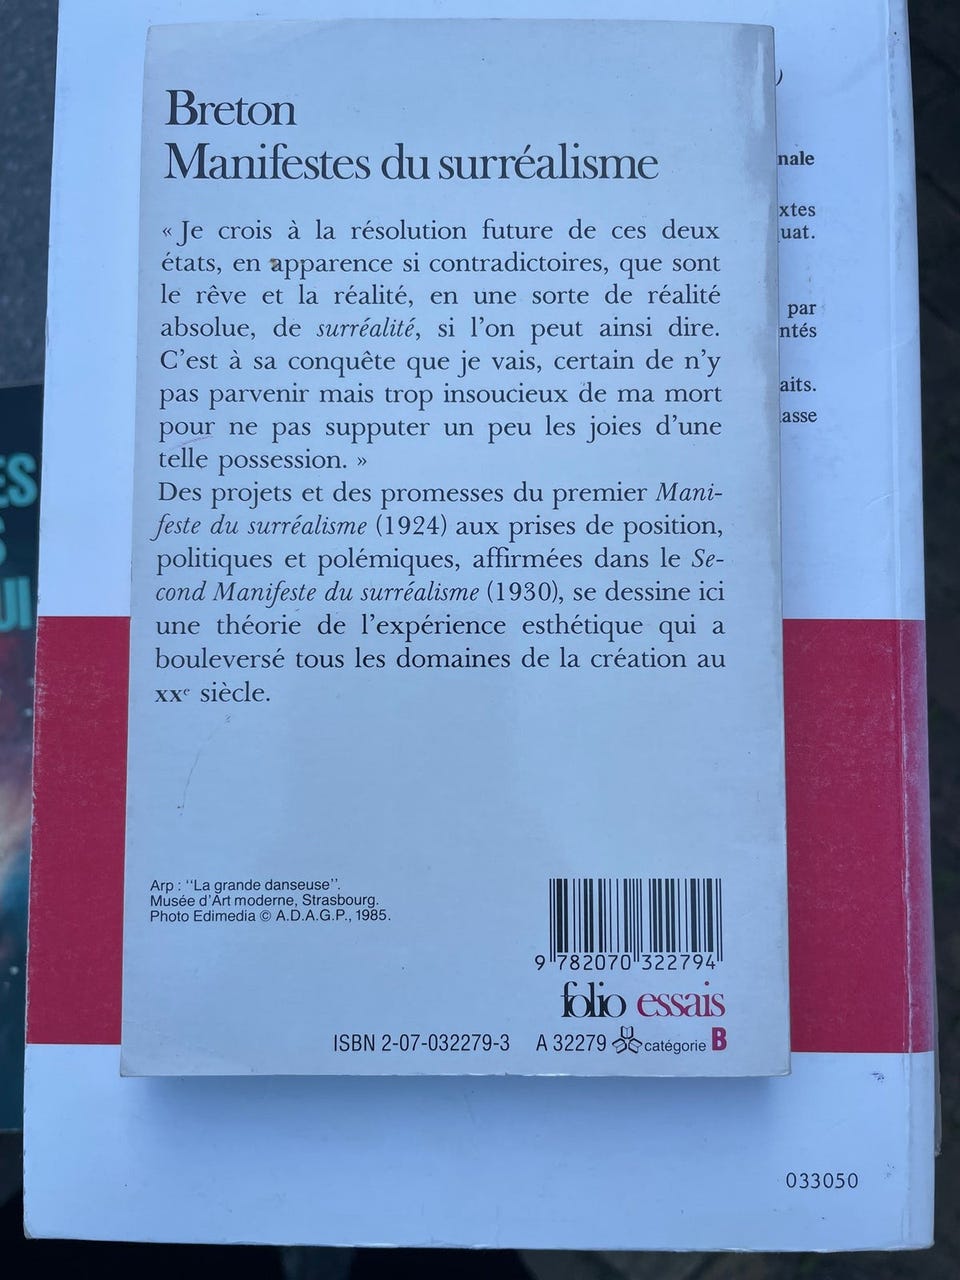 Breton
Manifestes du surréalisme
« Je crois à la résolution future de ces deux
états, en apparence si contradictoires, que sont
le rêve et la réalité, en une sorte de réalité
absolue, de surréalité, si l’on peut ainsi dire.
C’est à sa conquête que je vais, certain de n’y
pas parvenir mais trop insoucieux de ma mort
pour ne pas supputer un peu les joies d’une
telle possession. »
Des projets et des promesses du premier Mani-
feste du surréalisme (1924) aux prises de position,
politiques et polémiques, affirmées dans le Se-
cond Manifeste du surréalisme (1930), se dessine ici
une théorie de l’expérience esthétique qui a
bouleversé tous les domaines de la création au
XXe siècle.
Arp : ‘‘La grande danseuse’’.
Musée d’Art moderne, Strasbourg.
Photo Edimedia © A.D.A.G.P., 1985.
9 782070 322794
folio essais
ISBN 2-07-032279-3 A 32279 catégorie B
nale
xtes
uat.
par
ntés
aits.
asse
033050
ES
S
UI